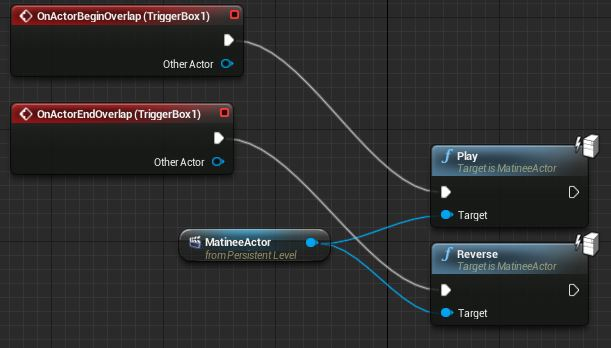 OnActorBeginOverlap (TriggerBox1)
Other Actor
OnActorEndOverlap (TriggerBox1)
Other Actor
MatineeActor
from Persistent Level
Play
Target is MatineeActor
Target
Reverse
Target is MatineeActor
Target